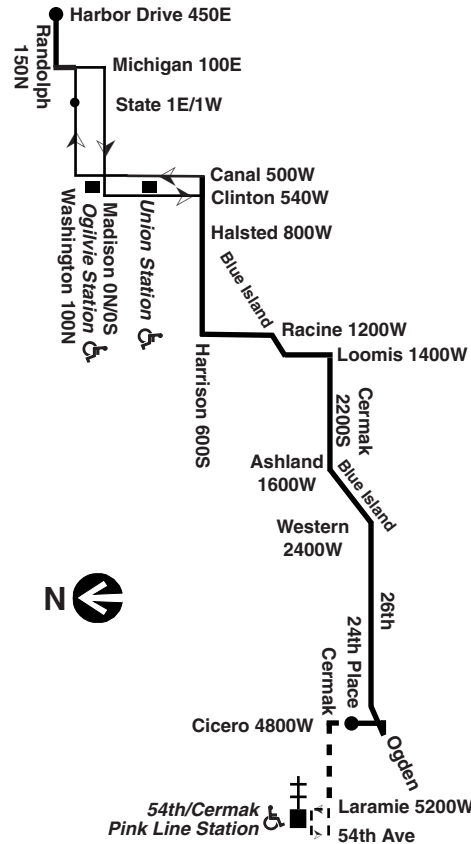 Harbor Drive 450E
Randolph
150N
Michigan 100E
State 1E/1W
Canal 500W
Clinton 540W
Washington 100N
Ogilvie Station
Madison 0N/0S
Union Station
Halsted 800W
Blue Island
Harrison 600S
Racine 1200W
Loomis 1400W
Cermak
2200S
Ashland
1600W
Blue Island
Western
2400W
N
26th
24th Place
Cermak
Cicero 4800W
Ogden
54th/Cermak
Pink Line Station
Laramie 5200W
54th Ave